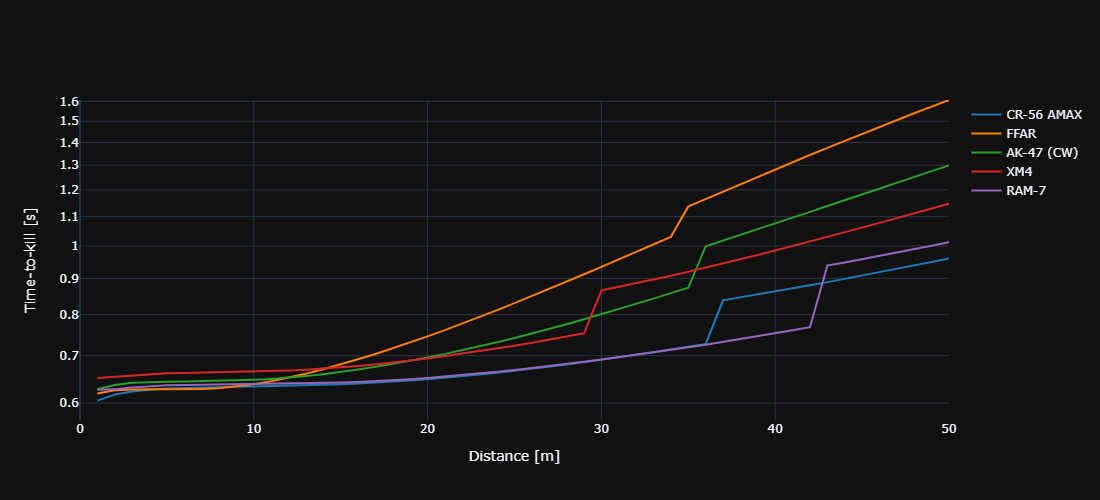 1.6
1.5
1.4
1.3
1.2
1.1
1
0.9
0.8
0.7
0.6
Time-to-kill [s]
0 10 20 30 40 50
Distance [m]
CR-56 AMAX
FFAR
AK-47 (CW)
XM4
RAM-7